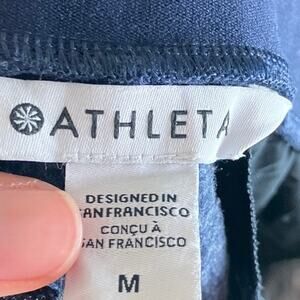 ATHLETA
DESIGNED IN
SAN FRANCISCO
CONÇU À
SAN FRANCISCO
M